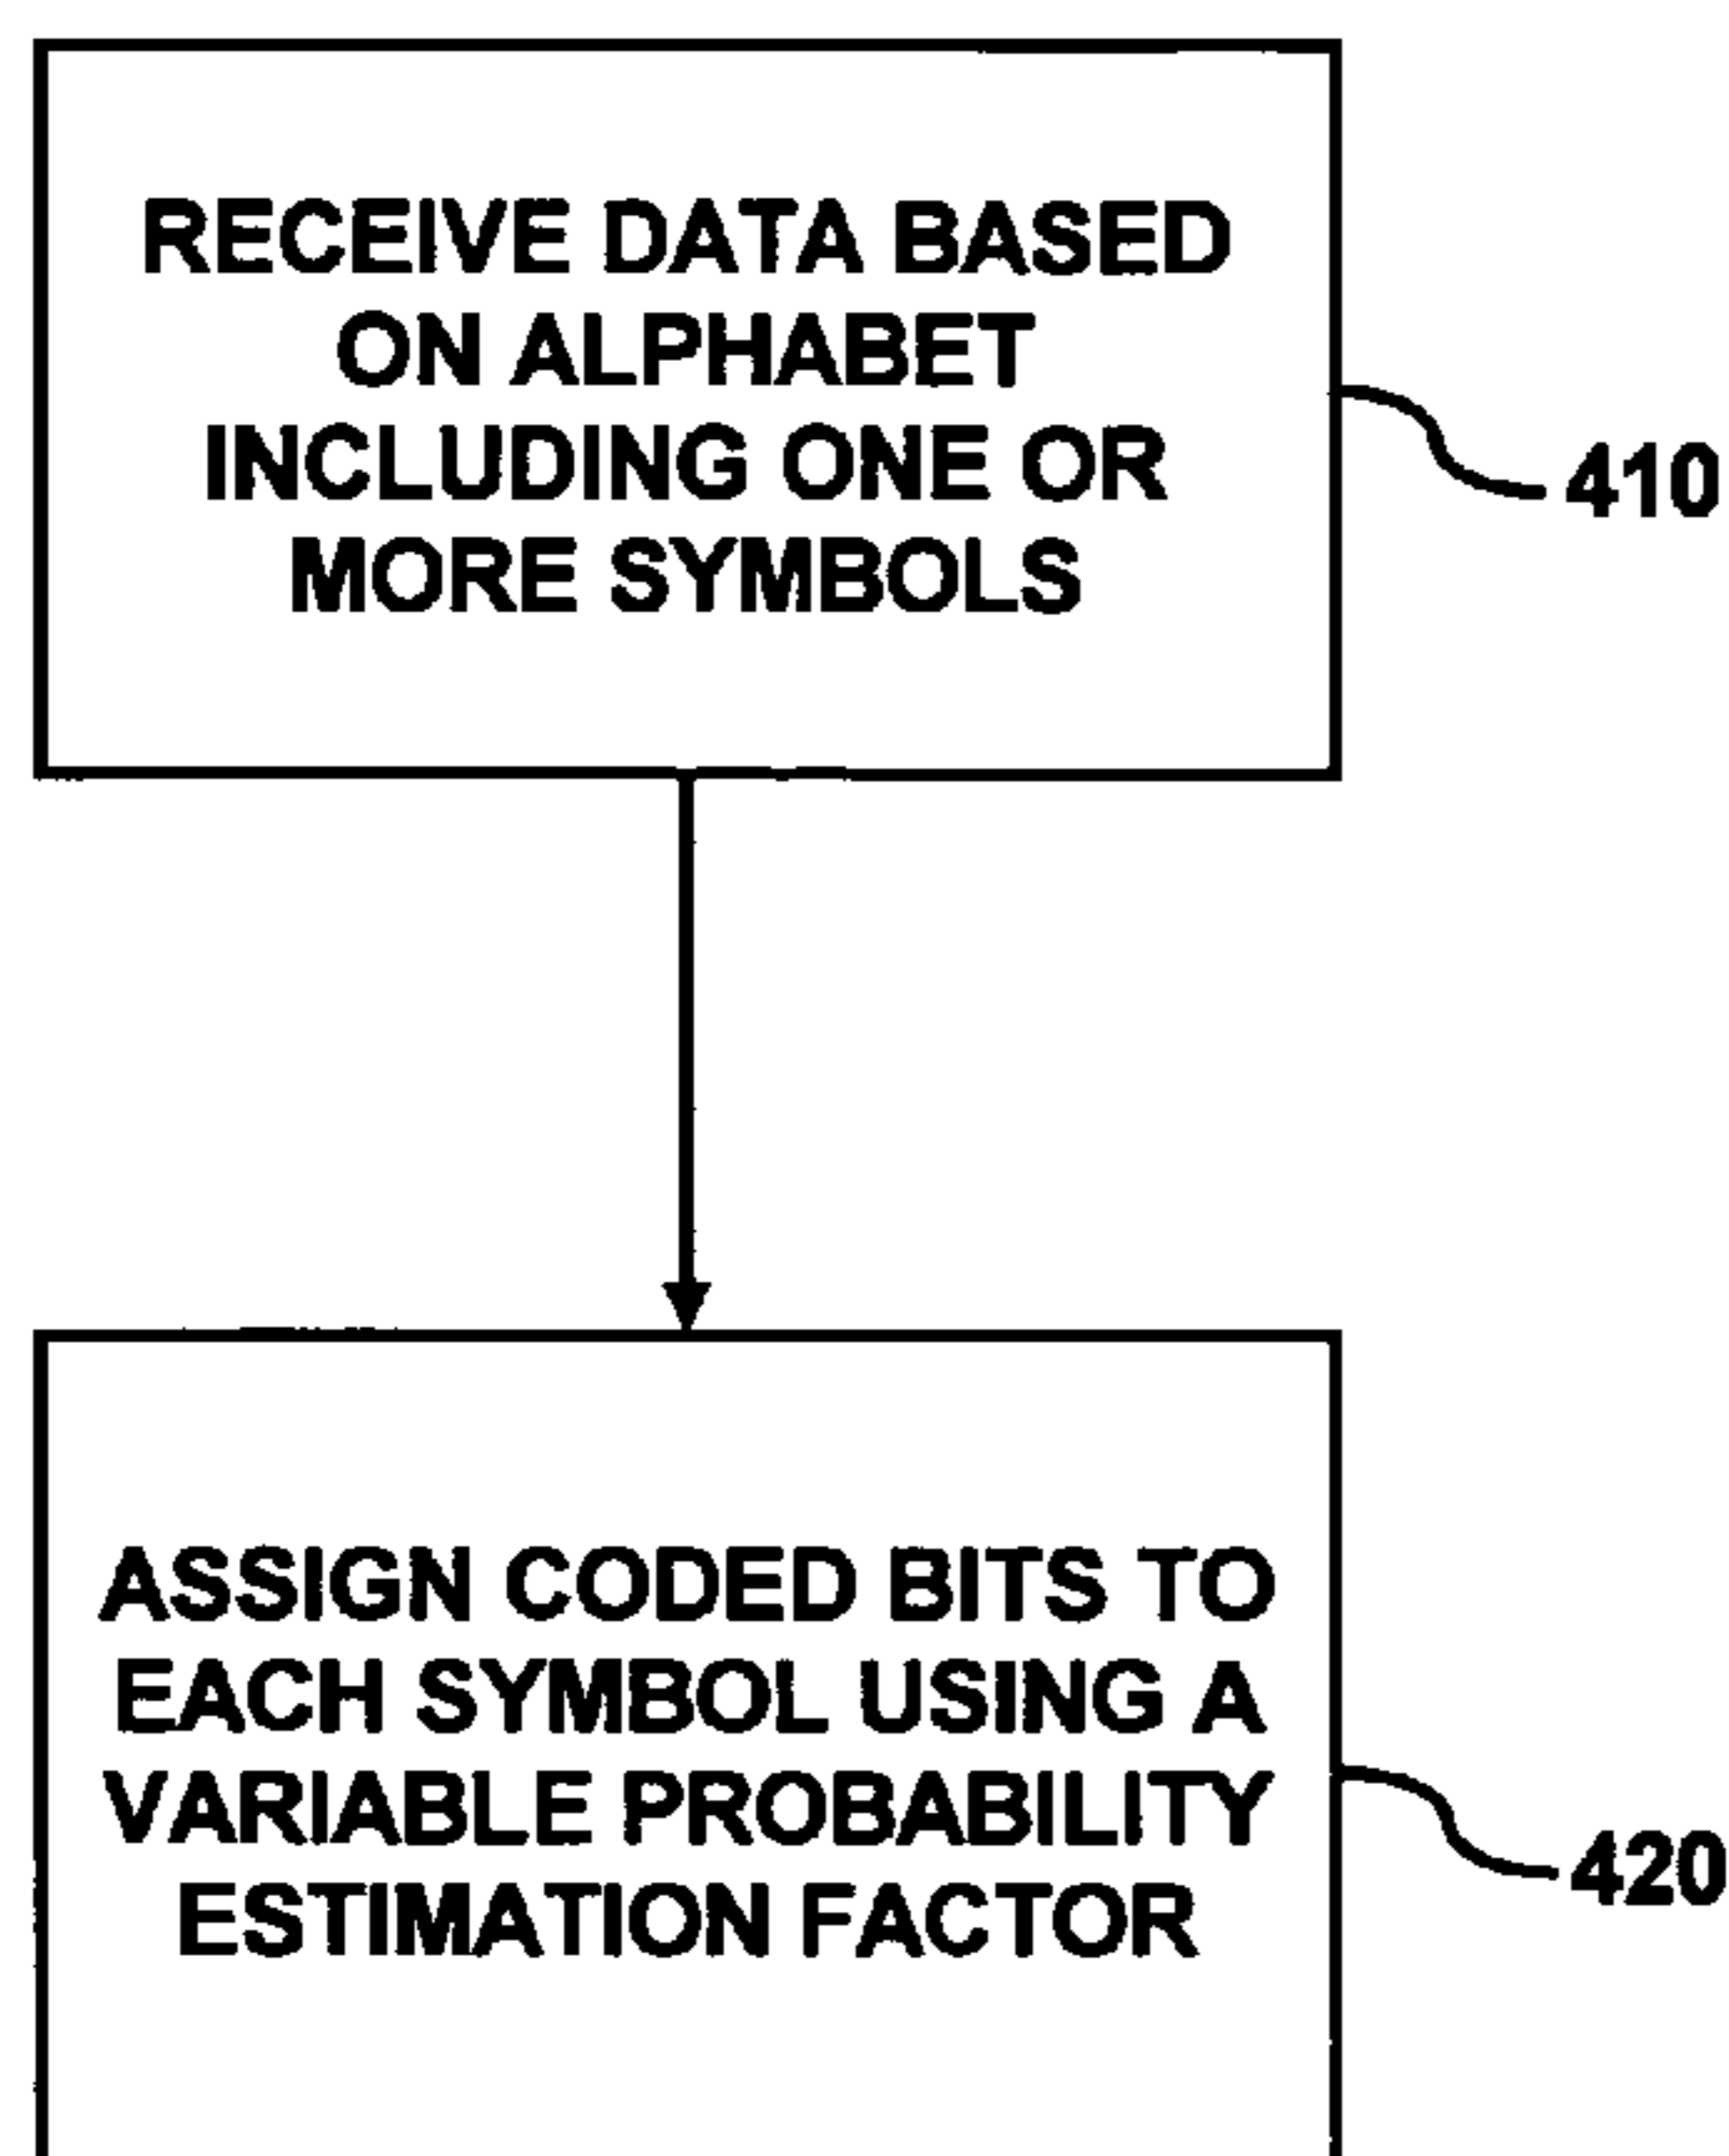 RECEIVE DATA BASED
ON ALPHABET
INCLUDING ONE OR
MORE SYMBOLS
410
ASSIGN CODED BITS TO
EACH SYMBOL USING A
VARIABLE PROBABILITY
ESTIMATION FACTOR
420